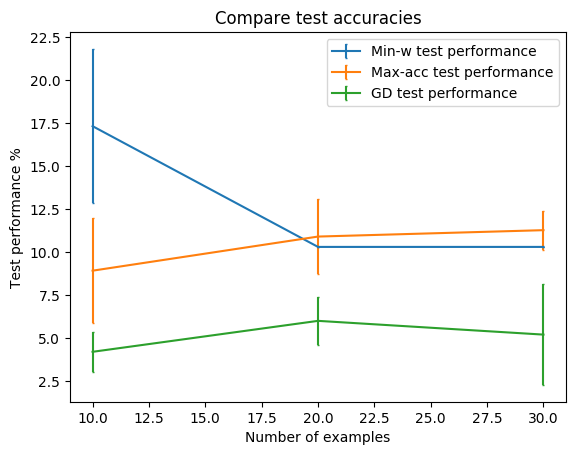 Compare test accuracies
Min-w test performance
Max-acc test performance
GD test performance
Test performance %
22.5
20.0
17.5
15.0
12.5
10.0
7.5
5.0
2.5
10.0 12.5 15.0 17.5 20.0 22.5 25.0 27.5 30.0
Number of examples